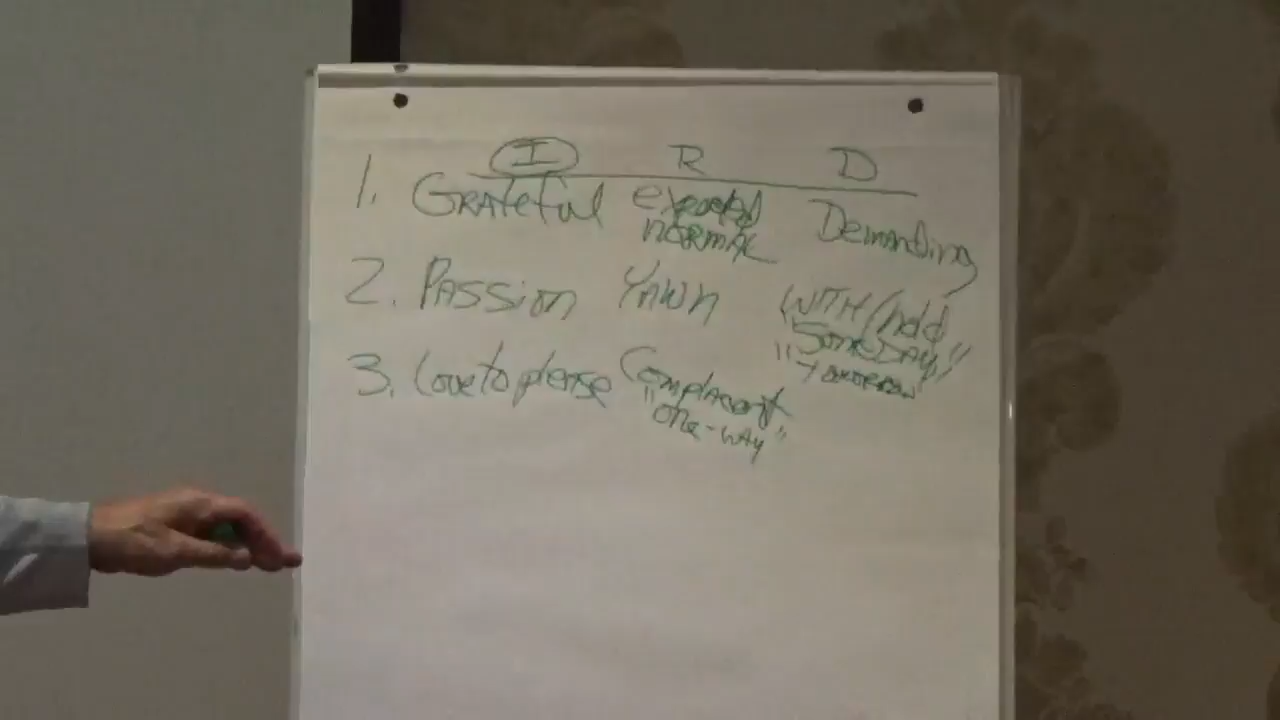 I R D
1. Grateful expected Demanding
normal
2. Passion Yawn WITH/hold
"Someday"
"Tomorrow"
3. Love to please Complacent
"one-way"